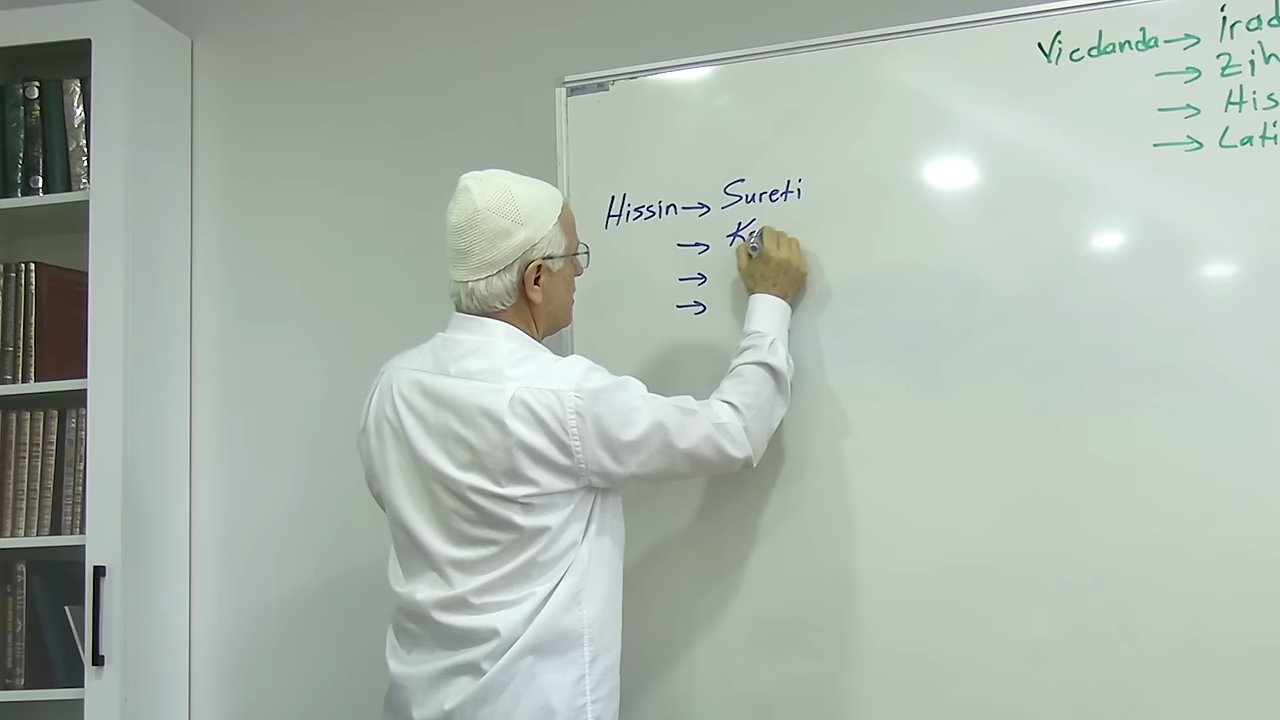 Vicdanda → İrad
→ Zih
→ His
→ Lati
Hissin → Sureti
→ K
→
→